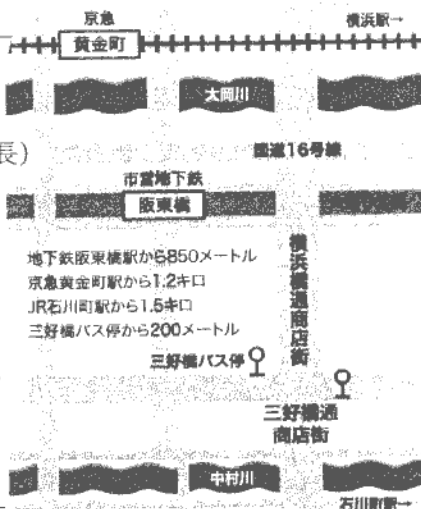 京急
横浜駅→
黄金町
大岡川
長)
国道16号線
市営地下鉄
阪東橋
地下鉄阪東橋駅から850メートル
京急黄金町駅から1.2キロ
JR石川町駅から1.5キロ
三好橋バス停から200メートル
横浜橋通商店街
三好橋バス停
三好橋通
商店街
中村川
石川町駅→